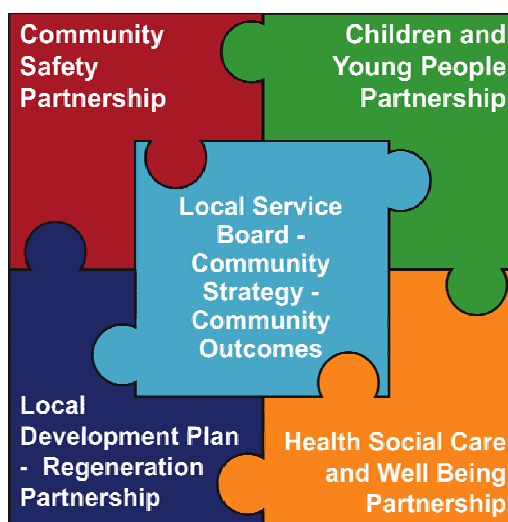 Community
Safety
Partnership
Children and
Young People
Partnership
Local Service
Board -
Community
Strategy -
Community
Outcomes
Local
Development Plan
- Regeneration
Partnership
Health Social Care
and Well Being
Partnership